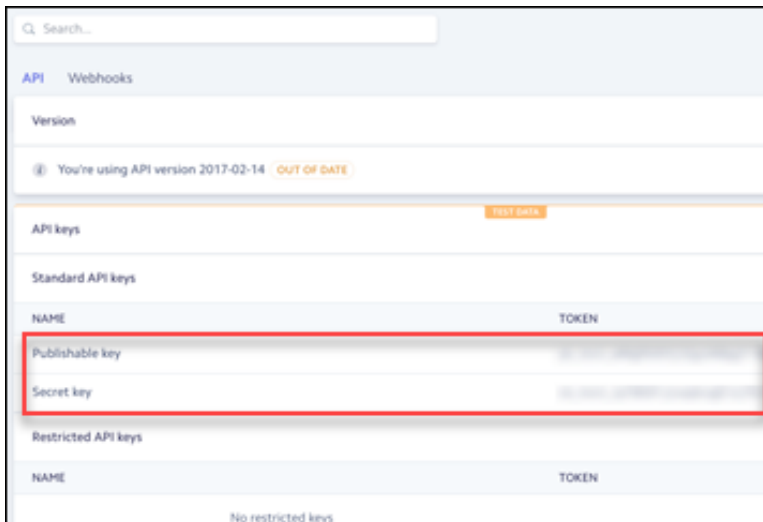 Search...
API Webhooks
Version
You're using API version 2017-02-14 OUT OF DATE
TEST DATA
API keys
Standard API keys
NAME TOKEN
Publishable key
Secret key
Restricted API keys
NAME TOKEN
No restricted keys